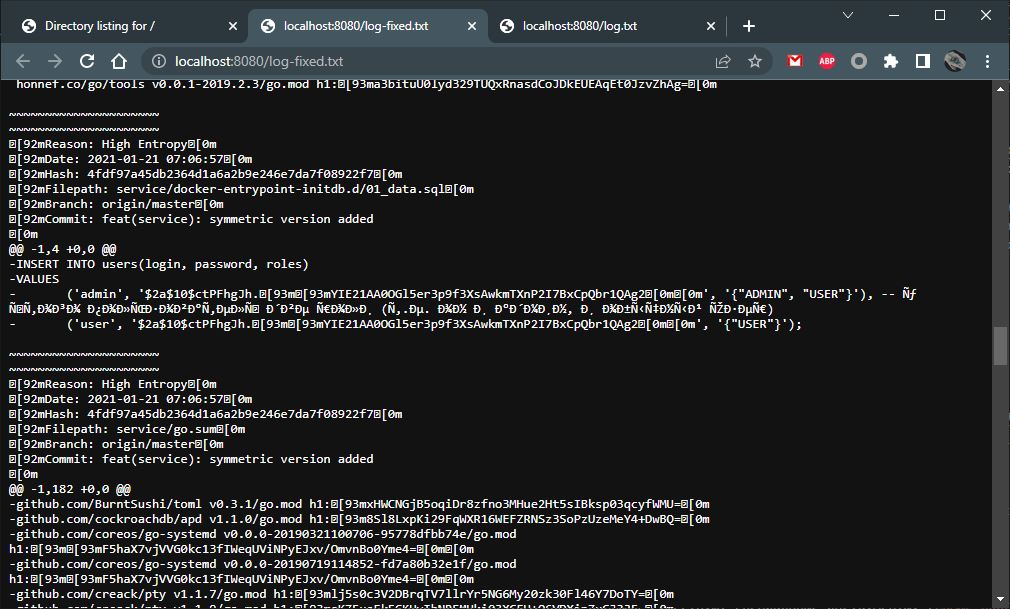 Directory listing for /
localhost:8080/log-fixed.txt
localhost:8080/log.txt
localhost:8080/log-fixed.txt
ABP
honnef.co/go/tools v0.0.1-2019.2.3/go.mod h1:[93ma3bituU0lyd329TUQxRnasdCoJDkEUEAqEt0JzvZhAg=[0m
~~~~~~~~~~~~~~~~~~~~~
~~~~~~~~~~~~~~~~~~~~~
[92mReason: High Entropy[0m
[92mDate: 2021-01-21 07:06:57[0m
[92mHash: 4fdf97a45db2364d1a6a2b9e246e7da7f08922f7[0m
[92mFilepath: service/docker-entrypoint-initdb.d/01_data.sql[0m
[92mBranch: origin/master[0m
[92mCommit: feat(service): symmetric version added
[0m
@@ -1,4 +0,0 @@
-INSERT INTO users(login, password, roles)
-VALUES
- ('admin', '$2a$10$ctPFhgJh.[93m[93mYIE21AA0OGl5er3p9f3XsAwkmTXnP2I7BxCpQbr1QAg2[0m[0m', '{"ADMIN", "USER"}'), --
- ('user', '$2a$10$ctPFhgJh.[93m[93mYIE21AA0OGl5er3p9f3XsAwkmTXnP2I7BxCpQbr1QAg2[0m[0m', '{"USER"}');
~~~~~~~~~~~~~~~~~~~~~
~~~~~~~~~~~~~~~~~~~~~
[92mReason: High Entropy[0m
[92mDate: 2021-01-21 07:06:57[0m
[92mHash: 4fdf97a45db2364d1a6a2b9e246e7da7f08922f7[0m
[92mFilepath: service/go.sum[0m
[92mBranch: origin/master[0m
[92mCommit: feat(service): symmetric version added
[0m
@@ -1,182 +0,0 @@
-github.com/BurntSushi/toml v0.3.1/go.mod h1:[93mxHWCNGjB5oqiDr8zfno3MHue2Ht5sIBksp03qcyfWMU=[0m
-github.com/cockroachdb/apd v1.1.0/go.mod h1:[93m8Sl8LxpKi29FqWXR16WEFZRNSz3SoPzUzeMeY4+DwBQ=[0m
-github.com/coreos/go-systemd v0.0.0-20190321100706-95778dfbb74e/go.mod
h1:[93m[93mF5haX7vjVVG0kc13fIWeqUViNPyEJxv/OmvnBo0Yme4=[0m[0m
-github.com/coreos/go-systemd v0.0.0-20190719114852-fd7a80b32e1f/go.mod
h1:[93m[93mF5haX7vjVVG0kc13fIWeqUViNPyEJxv/OmvnBo0Yme4=[0m[0m
-github.com/creack/pty v1.1.7/go.mod h1:[93mlj5s0c3V2DBrqTV7llrYr5NG6My20zk30Fl46Y7DoTY=[0m